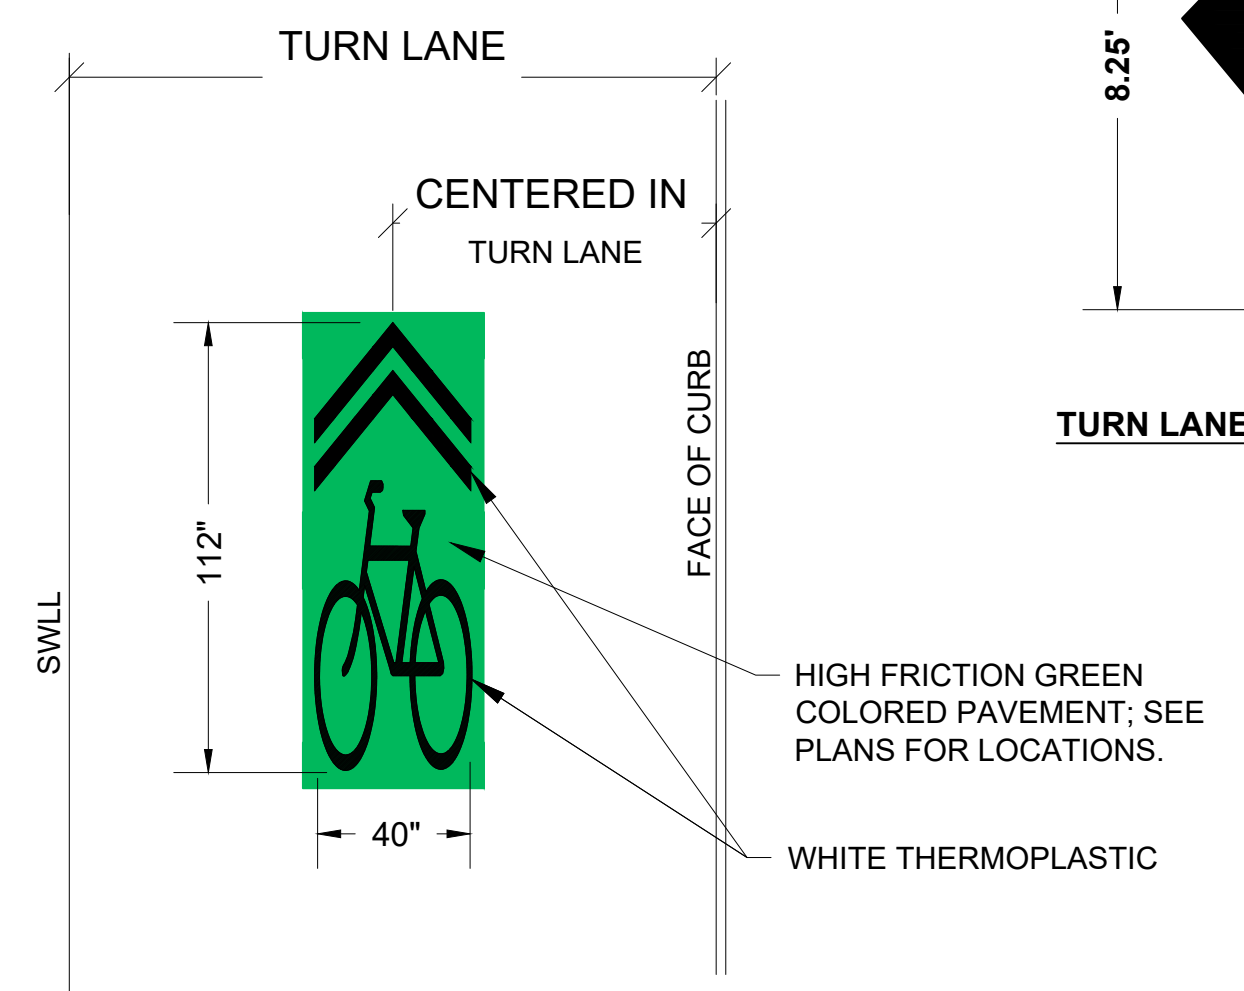 TURN LANE
8.25'
CENTERED IN
TURN LANE
FACE OF CURB
TURN LANE
112"
SWLL
HIGH FRICTION GREEN
COLORED PAVEMENT; SEE
PLANS FOR LOCATIONS.
40"
WHITE THERMOPLASTIC